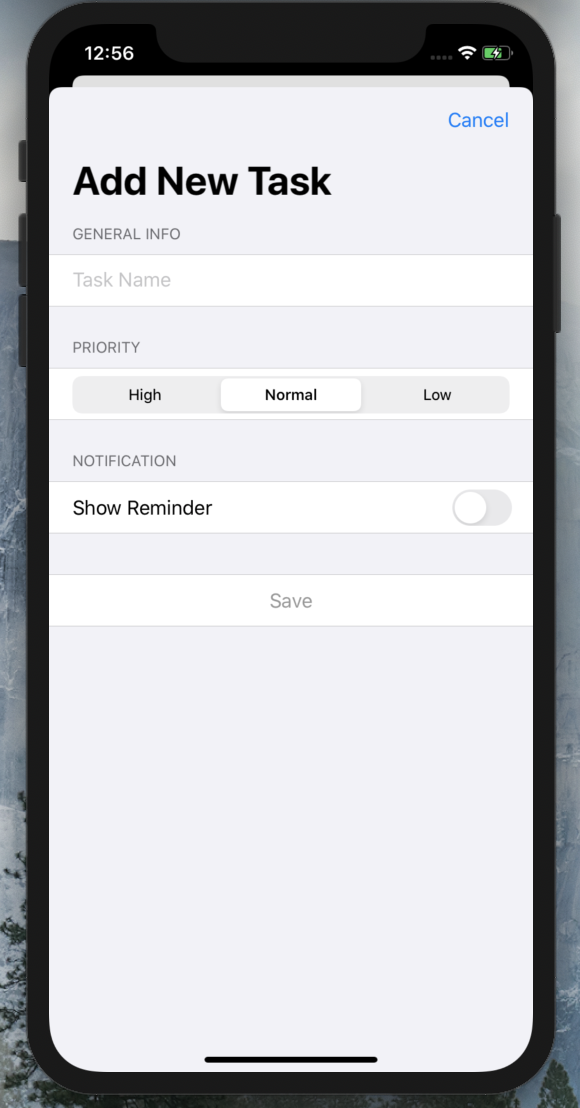 12:56
Cancel
Add New Task
GENERAL INFO
Task Name
PRIORITY
High Normal Low
NOTIFICATION
Show Reminder
Save